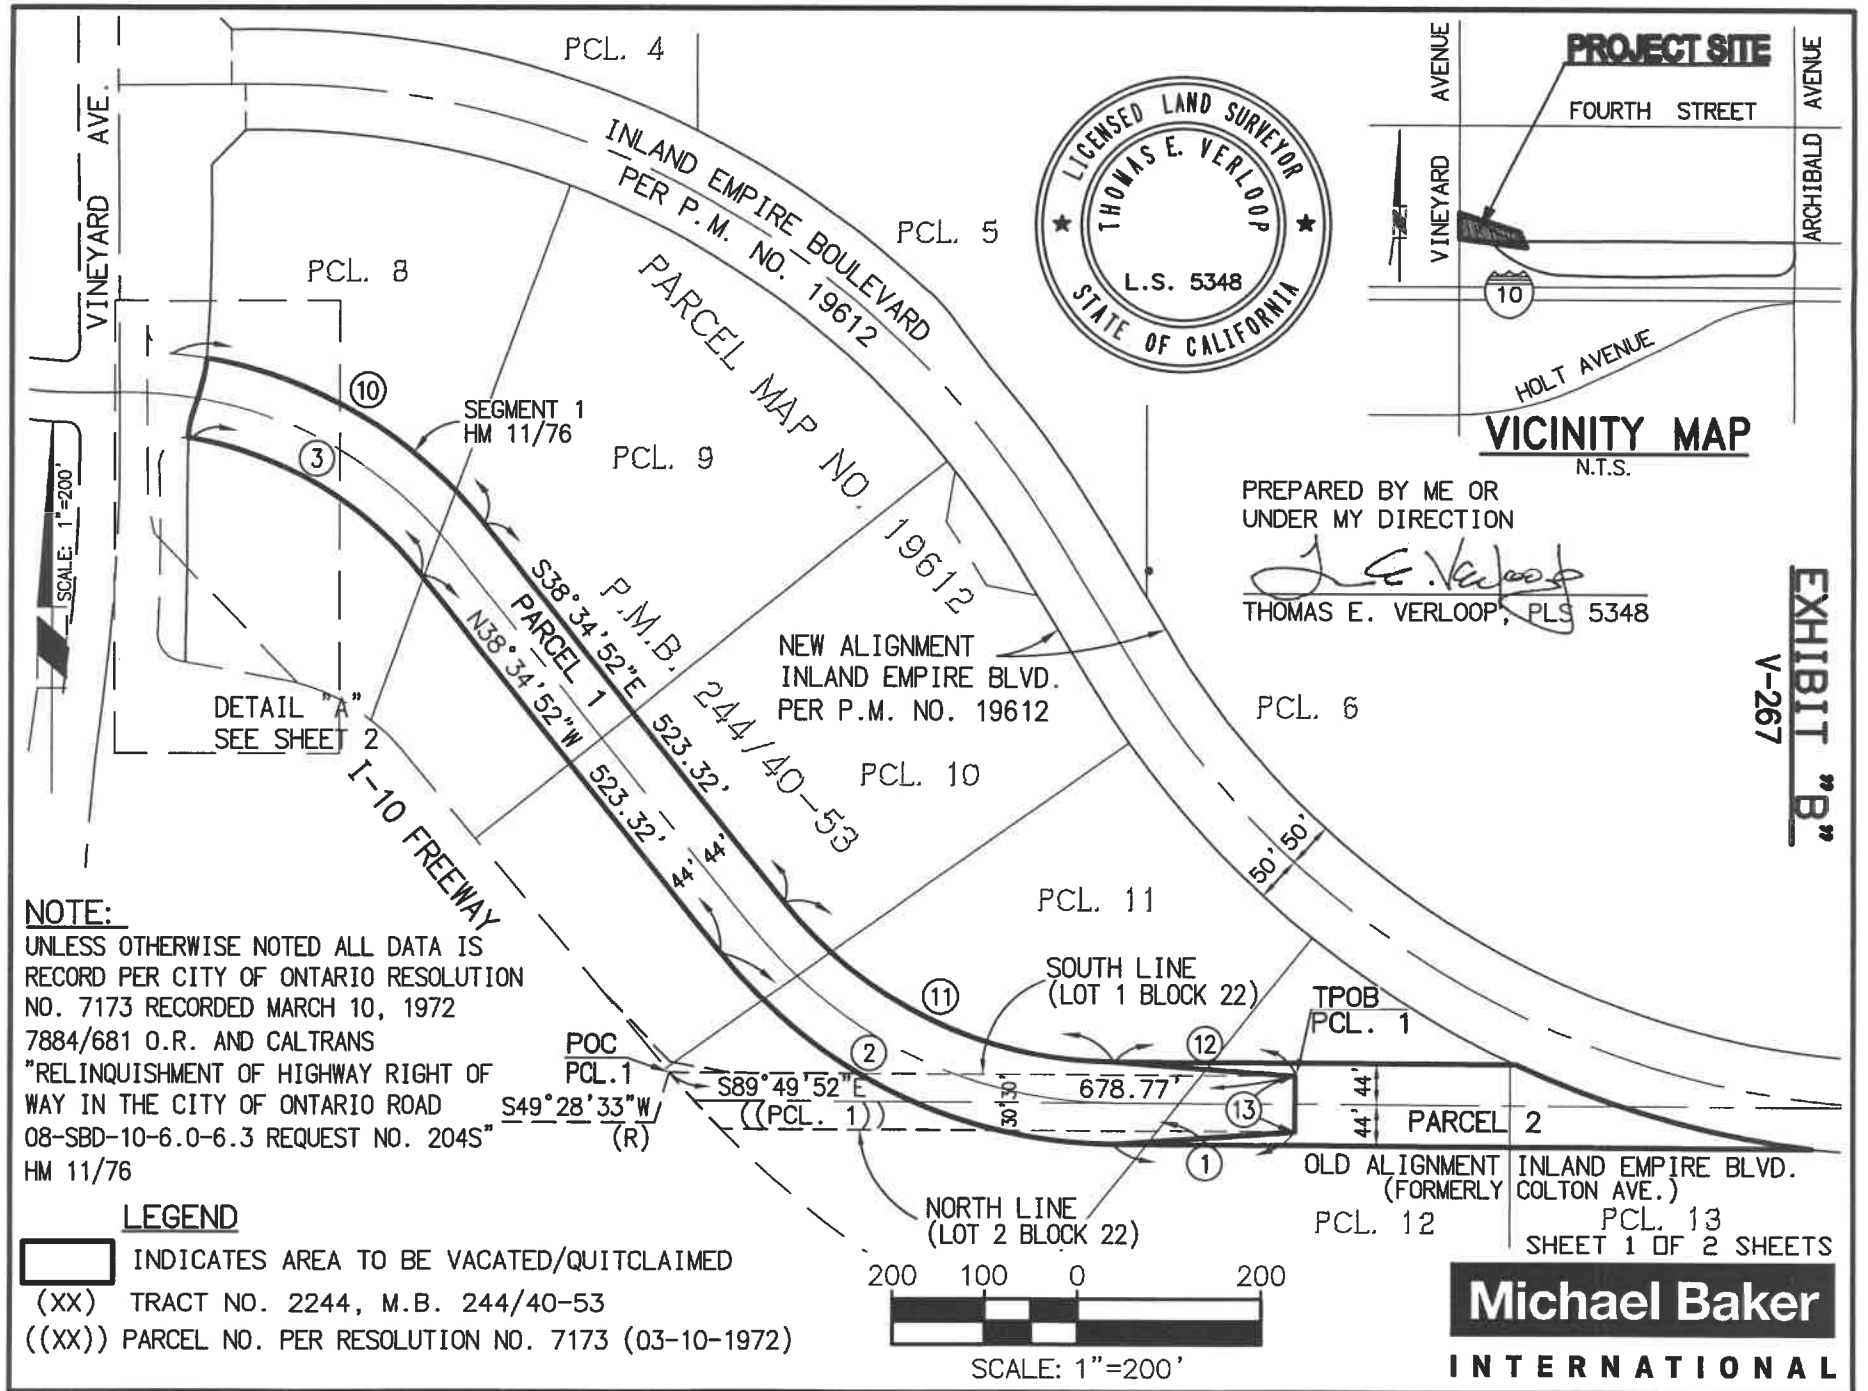 PCL. 4
VINEYARD AVE.
INLAND EMPIRE BOULEVARD
PER P.M. NO. 19612
PCL. 5
PCL. 8
PARCEL MAP NO. 19612
P.M.B. 244/40-53
LICENSED LAND SURVEYOR
THOMAS E. VERLOOP
L.S. 5348
STATE OF CALIFORNIA
PROJECT SITE
FOURTH STREET
VINEYARD AVENUE
ARCHIBALD AVENUE
10
HOLT AVENUE
VICINITY MAP
N.T.S.
PREPARED BY ME OR
UNDER MY DIRECTION
THOMAS E. VERLOOP, PLS 5348
EXHIBIT "B"
V-267
10
3
SEGMENT 1
HM 11/76
PCL. 9
SCALE: 1"=200'
S38°34'52"E 523.32'
PARCEL 1
N38°34'52"W 523.32'
44' 44'
NEW ALIGNMENT
INLAND EMPIRE BLVD.
PER P.M. NO. 19612
PCL. 6
DETAIL "A"
SEE SHEET 2
I-10 FREEWAY
PCL. 10
50' 50'
PCL. 11
NOTE:
UNLESS OTHERWISE NOTED ALL DATA IS
RECORD PER CITY OF ONTARIO RESOLUTION
NO. 7173 RECORDED MARCH 10, 1972
7884/681 O.R. AND CALTRANS
"RELINQUISHMENT OF HIGHWAY RIGHT OF
WAY IN THE CITY OF ONTARIO ROAD
08-SBD-10-6.0-6.3 REQUEST NO. 204S"
HM 11/76
SOUTH LINE
(LOT 1 BLOCK 22)
TPOB
PCL. 1
11
12
2
POC
PCL.1
S89°49'52"E
678.77'
((PCL. 1))
S49°28'33"W
(R)
30' 30'
13
44' 44'
PARCEL 2
1
OLD ALIGNMENT INLAND EMPIRE BLVD.
(FORMERLY COLTON AVE.)
NORTH LINE
(LOT 2 BLOCK 22)
PCL. 12
PCL. 13
SHEET 1 OF 2 SHEETS
LEGEND
INDICATES AREA TO BE VACATED/QUITCLAIMED
(XX) TRACT NO. 2244, M.B. 244/40-53
((XX)) PARCEL NO. PER RESOLUTION NO. 7173 (03-10-1972)
200 100 0 200
SCALE: 1"=200'
Michael Baker
INTERNATIONAL